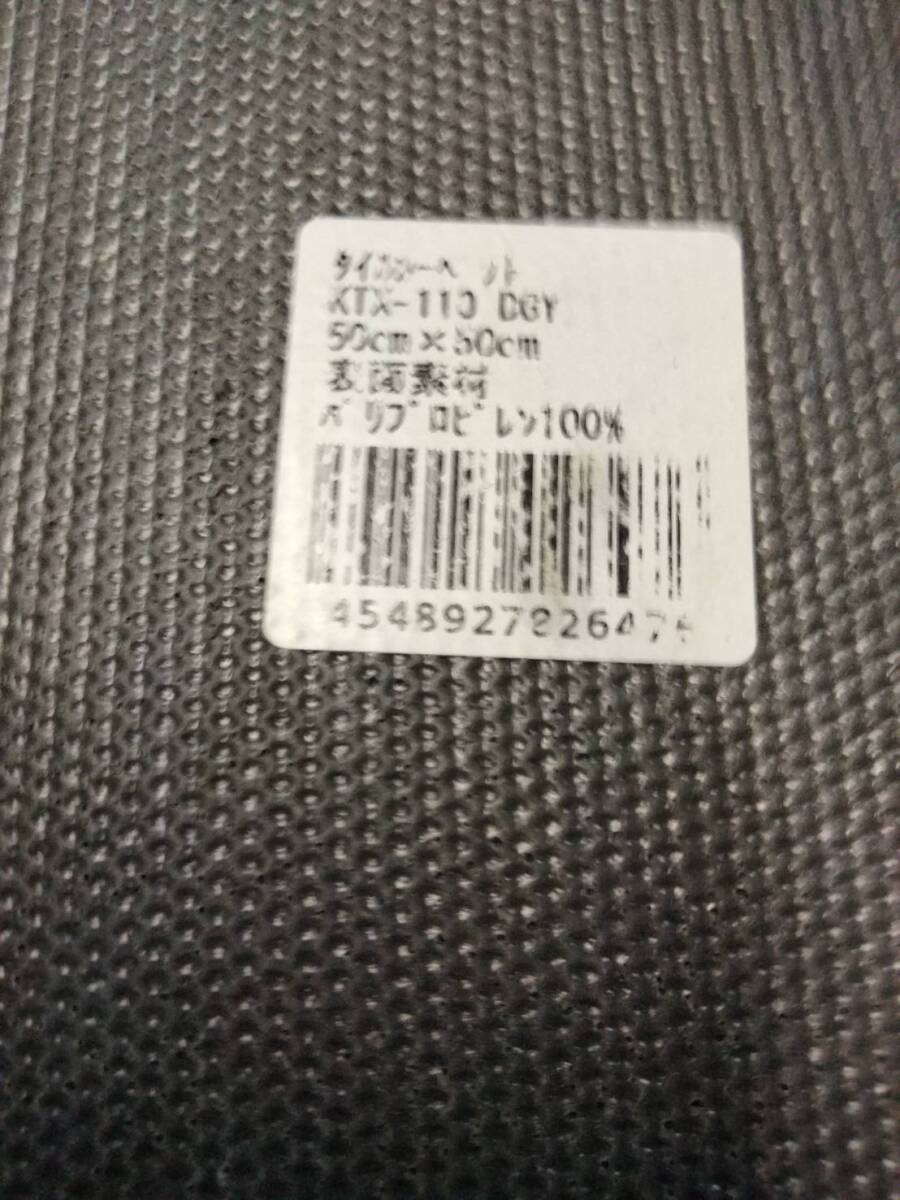 ﾀｲﾙｶｰﾍﾟｯﾄ
KTX-110 DGY
50cm×50cm
表面素材
ﾎﾟﾘﾌﾟﾛﾋﾟﾚﾝ100%